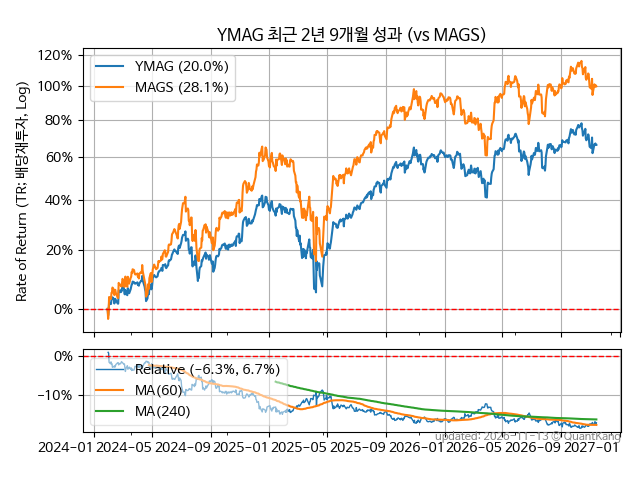 YMAG 최근 2년 9개월 성과 (vs MAGS)
120%
100%
80%
60%
40%
20%
0%
Rate of Return (TR: 배당재투자, Log)
YMAG (20.0%)
MAGS (28.1%)
0%
−10%
Relative (−6.3%, 6.7%)
MA(60)
MA(240)
2024−01 2024−05 2024−09 2025−01 2025−05 2025−09 2026−01 2026−05 2026−09 2027−01
updated: 2026-11-13 © QuantKang